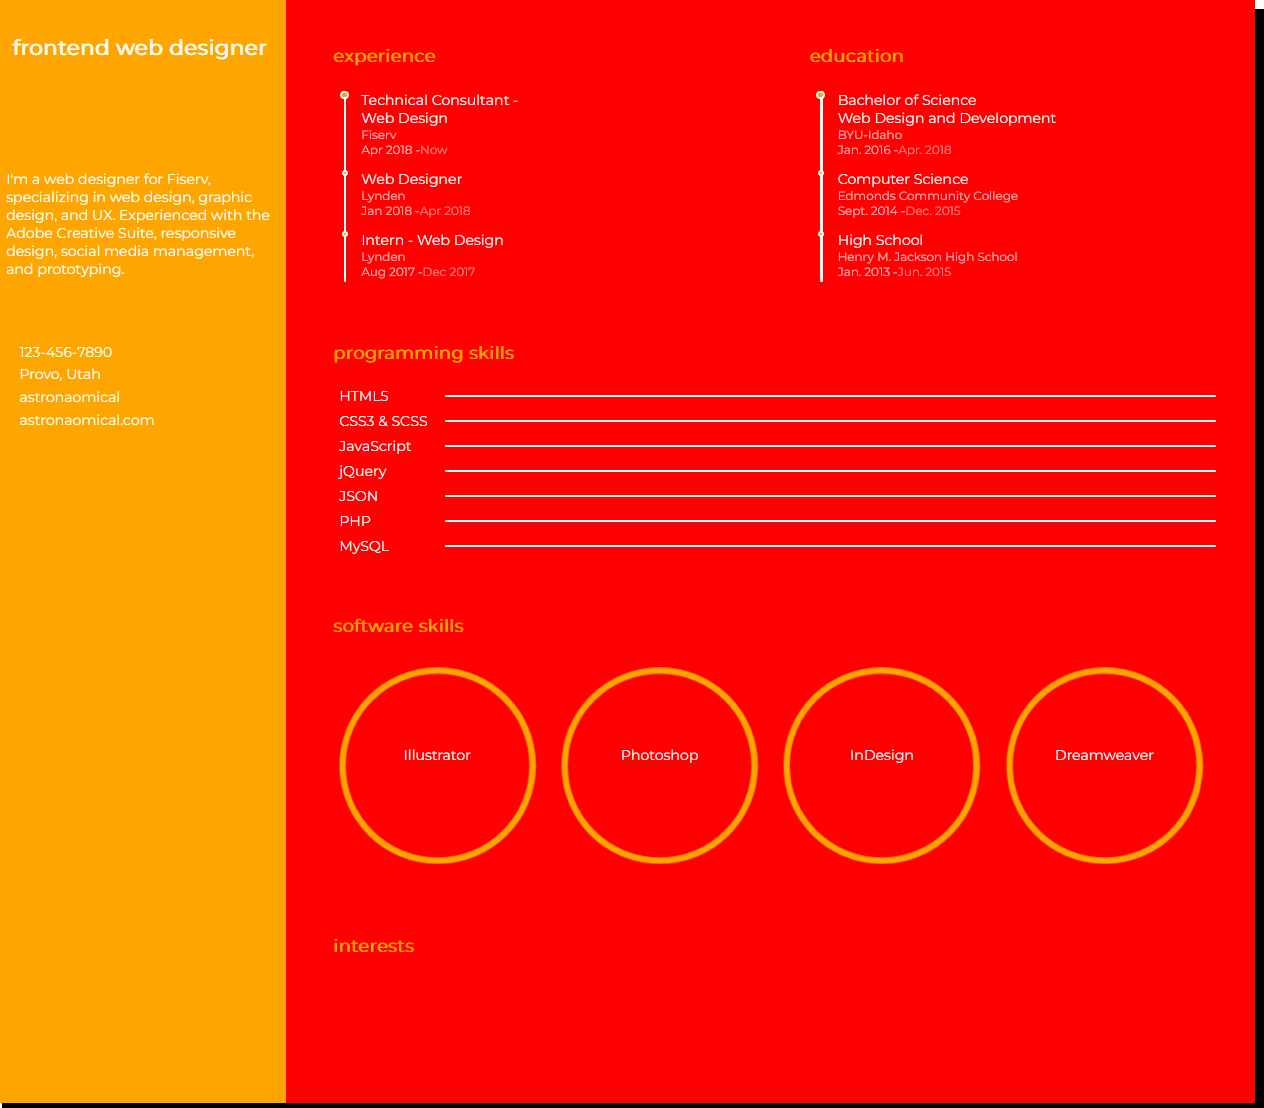 frontend web designer
I'm a web designer for Fiserv,
specializing in web design, graphic
design, and UX. Experienced with the
Adobe Creative Suite, responsive
design, social media management,
and prototyping.
123-456-7890
Provo, Utah
astronaomical
astronaomical.com
experience
Technical Consultant -
Web Design
Fiserv
Apr 2018 -Now
Web Designer
Lynden
Jan 2018 -Apr 2018
Intern - Web Design
Lynden
Aug 2017 -Dec 2017
education
Bachelor of Science
Web Design and Development
BYU-Idaho
Jan. 2016 -Apr. 2018
Computer Science
Edmonds Community College
Sept. 2014 -Dec. 2015
High School
Henry M. Jackson High School
Jan. 2013 -Jun. 2015
programming skills
HTML5
CSS3 & SCSS
JavaScript
jQuery
JSON
PHP
MySQL
software skills
Illustrator
Photoshop
InDesign
Dreamweaver
interests